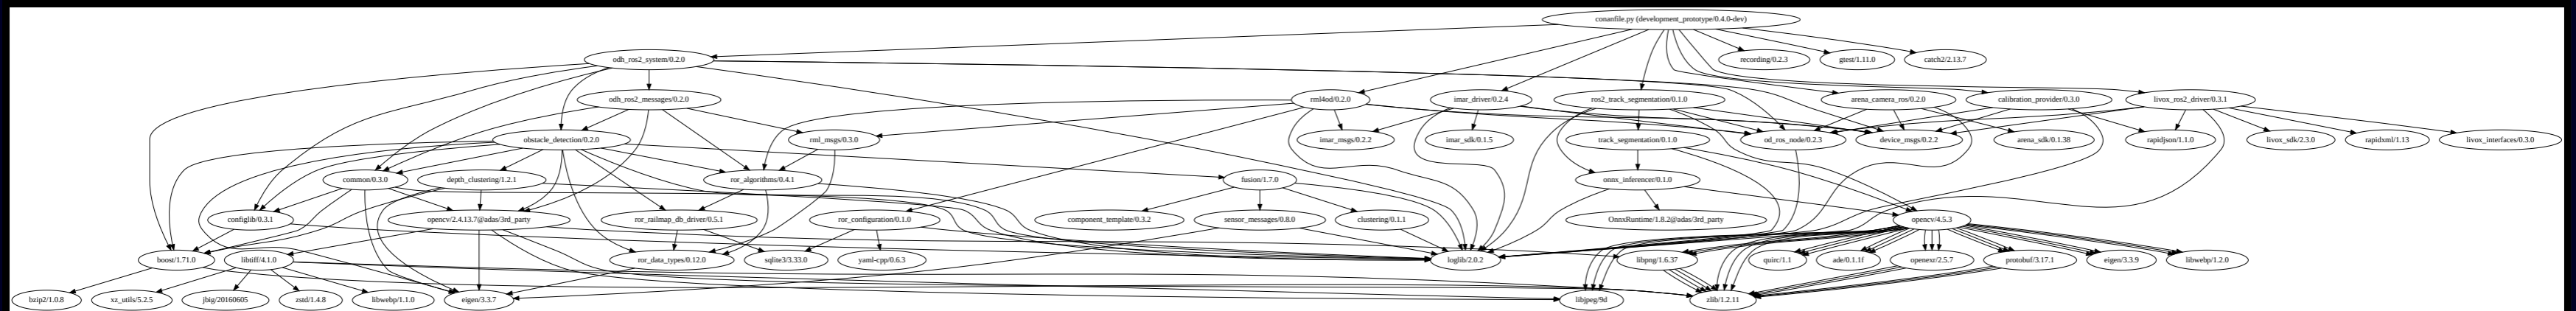 conanfile.py (development_prototype/0.4.0-dev)
odh_ros2_system/0.2.0
recording/0.2.3
gtest/1.11.0
catch2/2.13.7
odh_ros2_messages/0.2.0
rml4od/0.2.0
imar_driver/0.2.4
ros2_track_segmentation/0.1.0
arena_camera_ros/0.2.0
calibration_provider/0.3.0
livox_ros2_driver/0.3.1
obstacle_detection/0.2.0
rml_msgs/0.3.0
imar_msgs/0.2.2
imar_sdk/0.1.5
track_segmentation/0.1.0
od_ros_node/0.2.3
device_msgs/0.2.2
arena_sdk/0.1.38
rapidjson/1.1.0
livox_sdk/2.3.0
rapidxml/1.13
livox_interfaces/0.3.0
common/0.3.0
depth_clustering/1.2.1
ror_algorithms/0.4.1
fusion/1.7.0
onnx_inferencer/0.1.0
configlib/0.3.1
opencv/2.4.13.7@adas/3rd_party
ror_railmap_db_driver/0.5.1
ror_configuration/0.1.0
component_template/0.3.2
sensor_messages/0.8.0
clustering/0.1.1
OnnxRuntime/1.8.2@adas/3rd_party
opencv/4.5.3
boost/1.71.0
libtiff/4.1.0
ror_data_types/0.12.0
sqlite3/3.33.0
yaml-cpp/0.6.3
loglib/2.0.2
libpng/1.6.37
quirc/1.1
ade/0.1.1f
openexr/2.5.7
protobuf/3.17.1
eigen/3.3.9
libwebp/1.2.0
bzip2/1.0.8
xz_utils/5.2.5
jbig/20160605
zstd/1.4.8
libwebp/1.1.0
eigen/3.3.7
libjpeg/9d
zlib/1.2.11